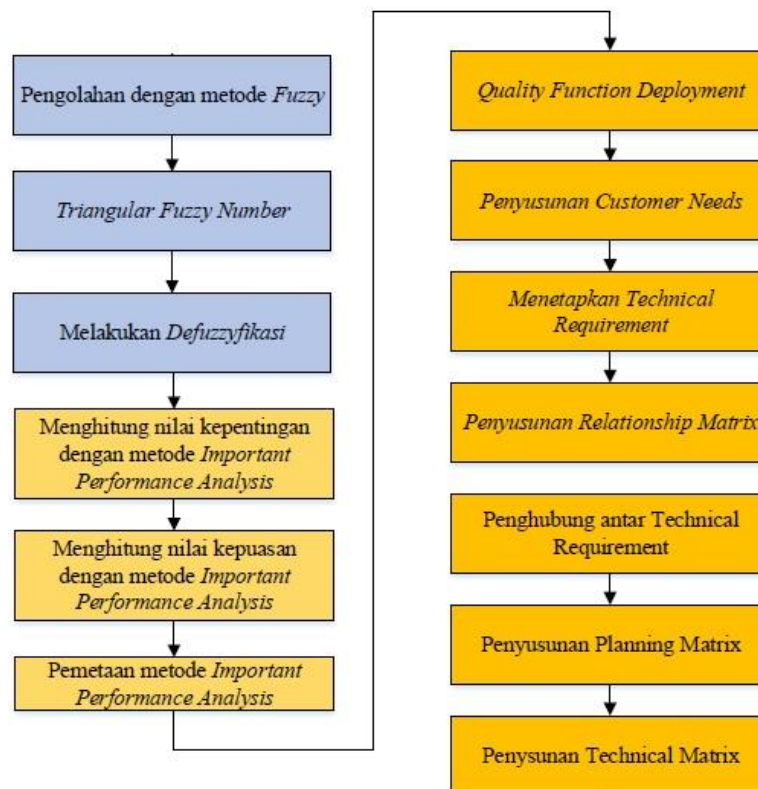 Pengolahan dengan metode Fuzzy
Triangular Fuzzy Number
Melakukan Defuzzyfikasi
Menghitung nilai kepentingan
dengan metode Important
Performance Analysis
Menghitung nilai kepuasan
dengan metode Important
Performance Analysis
Pemetaan metode Important
Performance Analysis
Quality Function Deployment
Penyusunan Customer Needs
Menetapkan Technical
Requirement
Penyusunan Relationship Matrix
Penghubung antar Technical
Requirement
Penyusunan Planning Matrix
Penysunan Technical Matrix